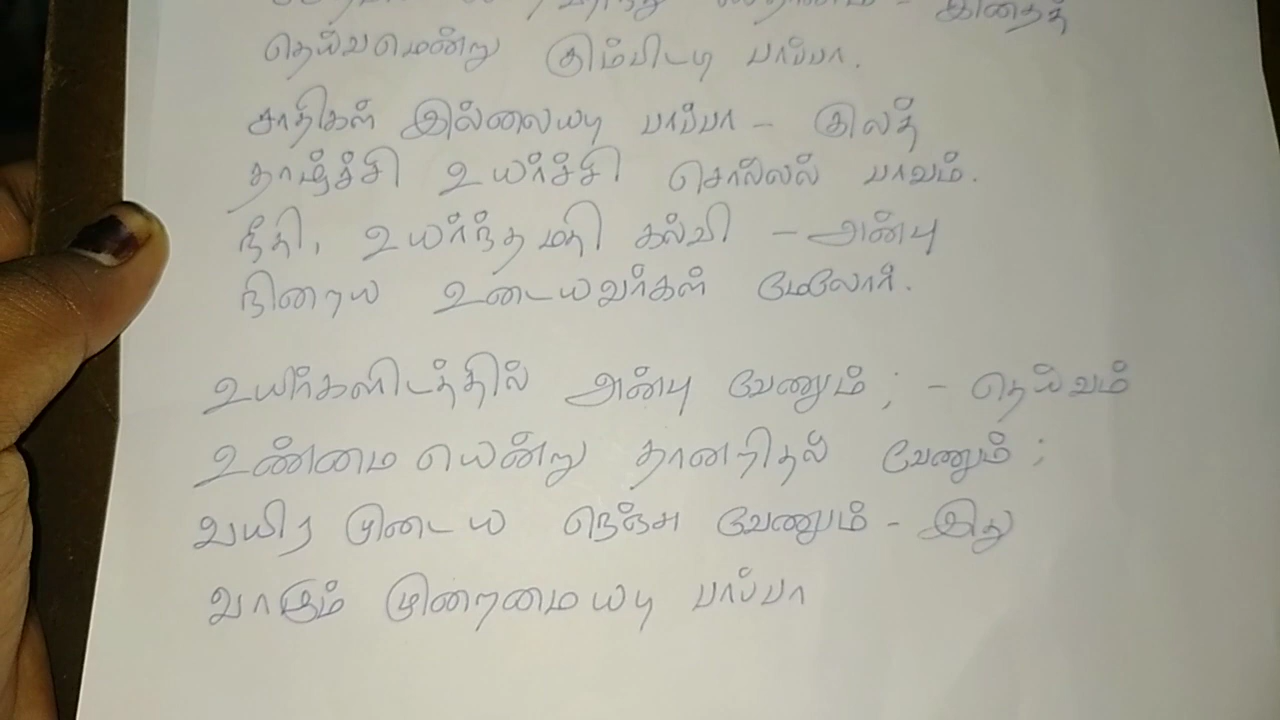 இதைத்
தெய்வமென்று கும்பிடடி பாப்பா.
சாதிகள் இல்லையடி பாப்பா - குலத்
தாழ்ச்சி உயர்ச்சி சொல்லல் பாவம்.
நீதி, உயர்ந்தமதி கல்வி - அன்பு
நிறைய உடையவர்கள் மேலோர்.
உயிர்களிடத்தில் அன்பு வேணும்; - தெய்வம்
உண்மையென்று தானறிதல் வேணும்;
வயிர முடைய நெஞ்சு வேணும் - இது
வாழும் முறைமையடி பாப்பா